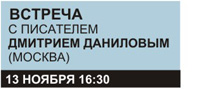 ВСТРЕЧА
С ПИСАТЕЛЕМ
ДМИТРИЕМ ДАНИЛОВЫМ
(МОСКВА)
13 НОЯБРЯ 16:30